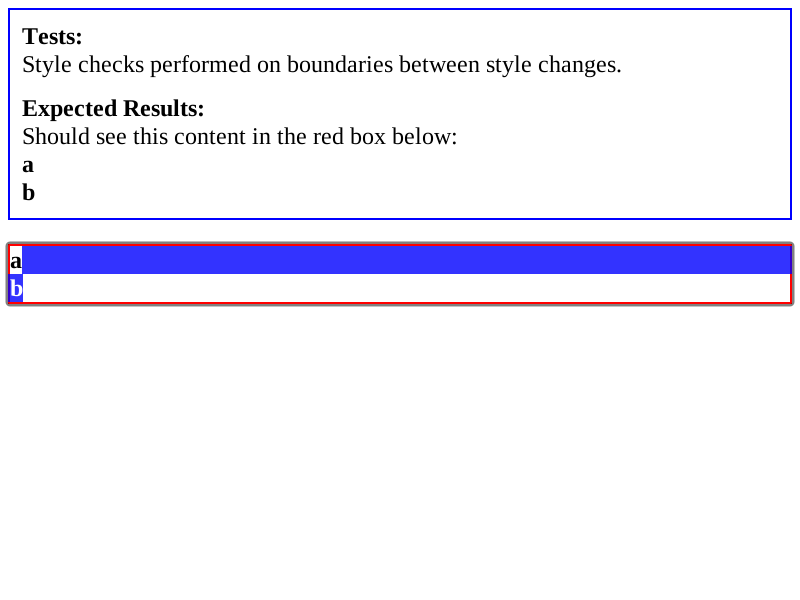 Tests:
Style checks performed on boundaries between style changes.
Expected Results:
Should see this content in the red box below:
a
b
a
b